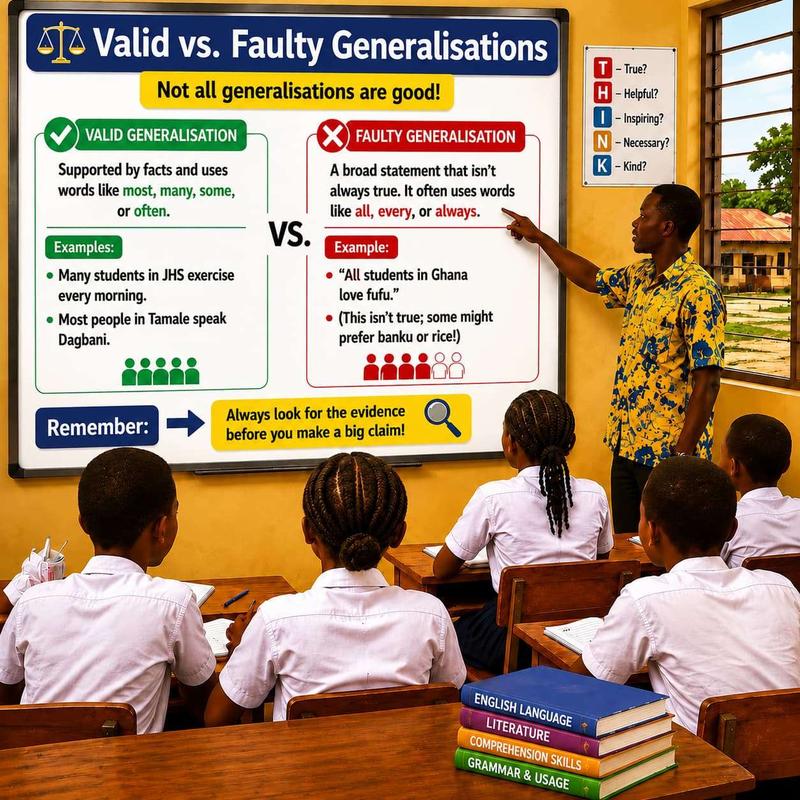 Valid vs. Faulty Generalisations
Not all generalisations are good!
VALID GENERALISATION
Supported by facts and uses
words like most, many, some,
or often.
Examples:
• Many students in JHS exercise
every morning.
• Most people in Tamale speak
Dagbani.
VS.
FAULTY GENERALISATION
A broad statement that isn't
always true. It often uses words
like all, every, or always.
Example:
• "All students in Ghana
love fufu."
• (This isn't true; some might
prefer banku or rice!)
Remember:
Always look for the evidence
before you make a big claim!
T – True?
H – Helpful?
I – Inspiring?
N – Necessary?
K – Kind?
ENGLISH LANGUAGE
LITERATURE
COMPREHENSION SKILLS
GRAMMAR & USAGE